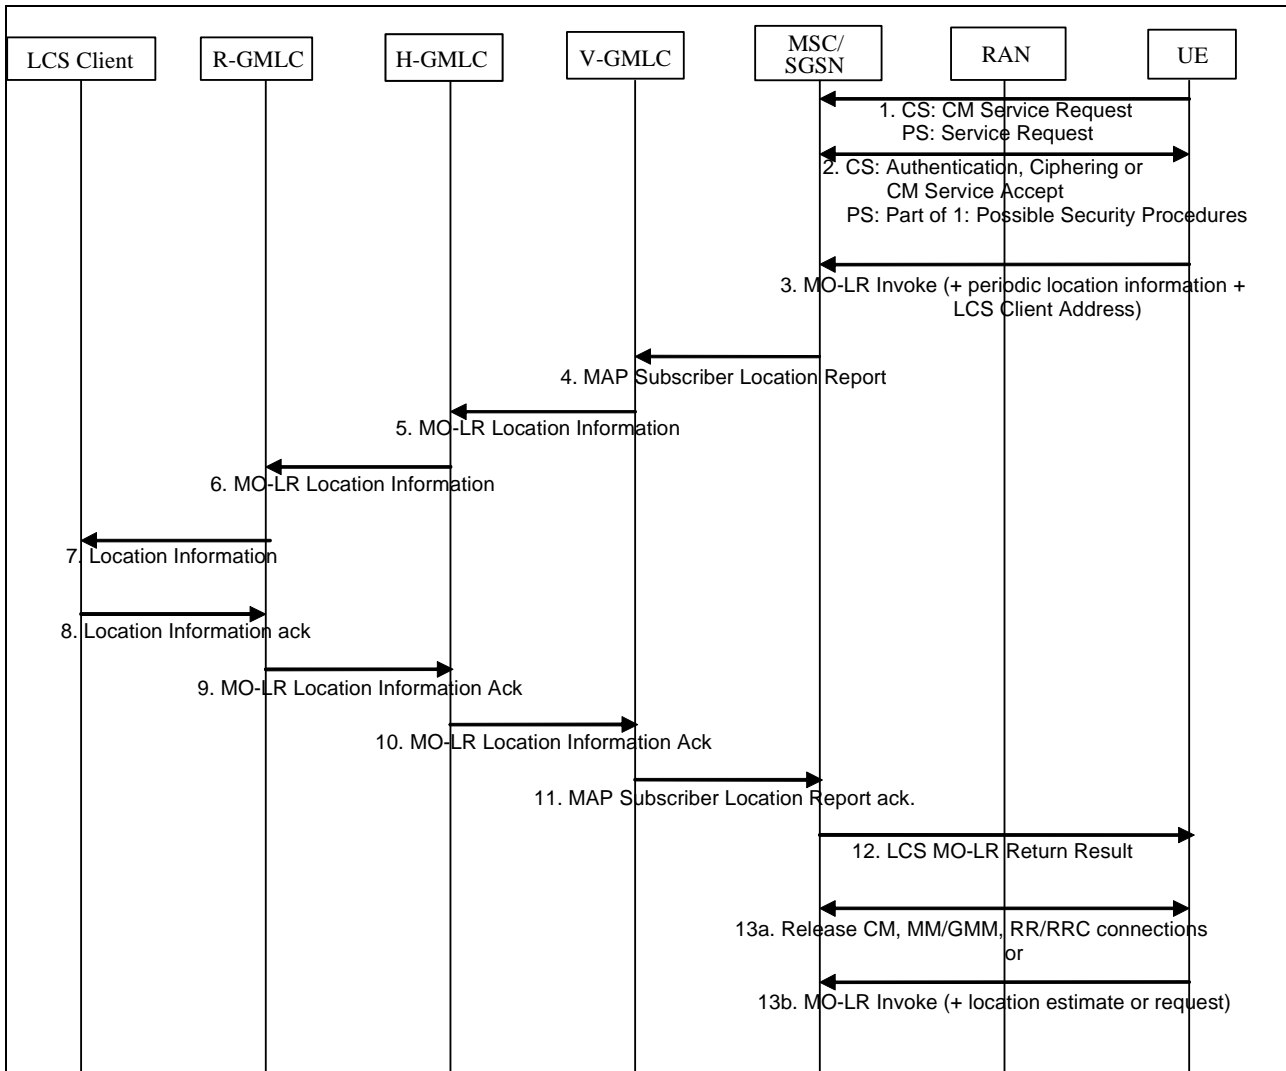 LCS Client
R-GMLC
H-GMLC
V-GMLC
MSC/
SGSN
RAN
UE
1. CS: CM Service Request
PS: Service Request
2. CS: Authentication, Ciphering or
CM Service Accept
PS: Part of 1: Possible Security Procedures
3. MO-LR Invoke (+ periodic location information +
LCS Client Address)
4. MAP Subscriber Location Report
5. MO-LR Location Information
6. MO-LR Location Information
7. Location Information
8. Location Information ack
9. MO-LR Location Information Ack
10. MO-LR Location Information Ack
11. MAP Subscriber Location Report ack.
12. LCS MO-LR Return Result
13a. Release CM, MM/GMM, RR/RRC connections
or
13b. MO-LR Invoke (+ location estimate or request)